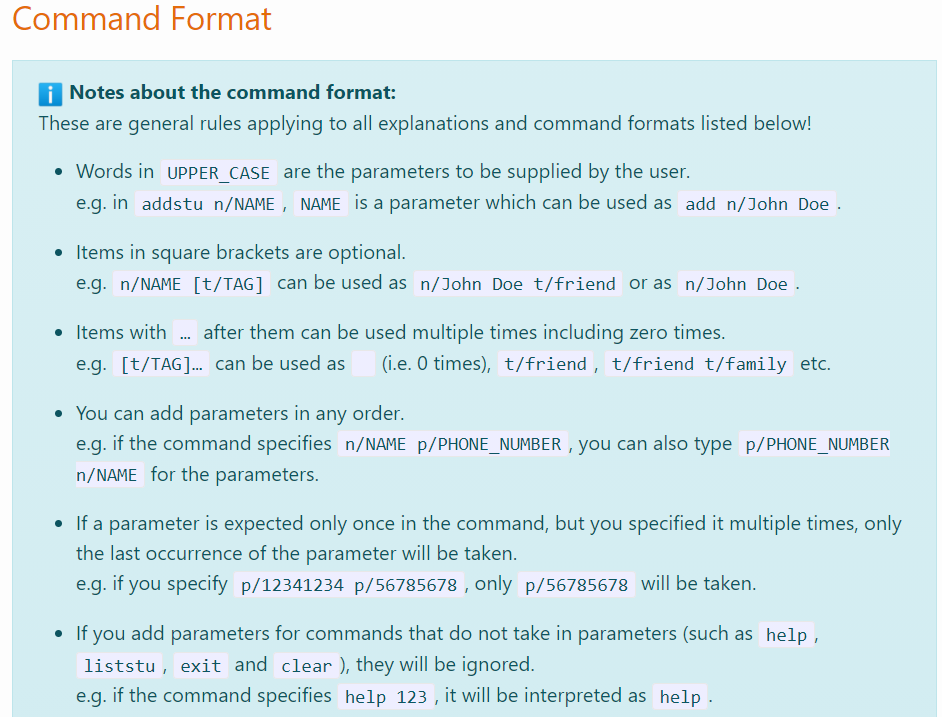 Command Format
Notes about the command format:
These are general rules applying to all explanations and command formats listed below!
• Words in UPPER_CASE are the parameters to be supplied by the user.
e.g. in addstu n/NAME, NAME is a parameter which can be used as add n/John Doe.
• Items in square brackets are optional.
e.g. n/NAME [t/TAG] can be used as n/John Doe t/friend or as n/John Doe.
• Items with … after them can be used multiple times including zero times.
e.g. [t/TAG]… can be used as   (i.e. 0 times), t/friend, t/friend t/family etc.
• You can add parameters in any order.
e.g. if the command specifies n/NAME p/PHONE_NUMBER, you can also type p/PHONE_NUMBER
n/NAME for the parameters.
• If a parameter is expected only once in the command, but you specified it multiple times, only
the last occurrence of the parameter will be taken.
e.g. if you specify p/12341234 p/56785678, only p/56785678 will be taken.
• If you add parameters for commands that do not take in parameters (such as help,
liststu, exit and clear), they will be ignored.
e.g. if the command specifies help 123, it will be interpreted as help.